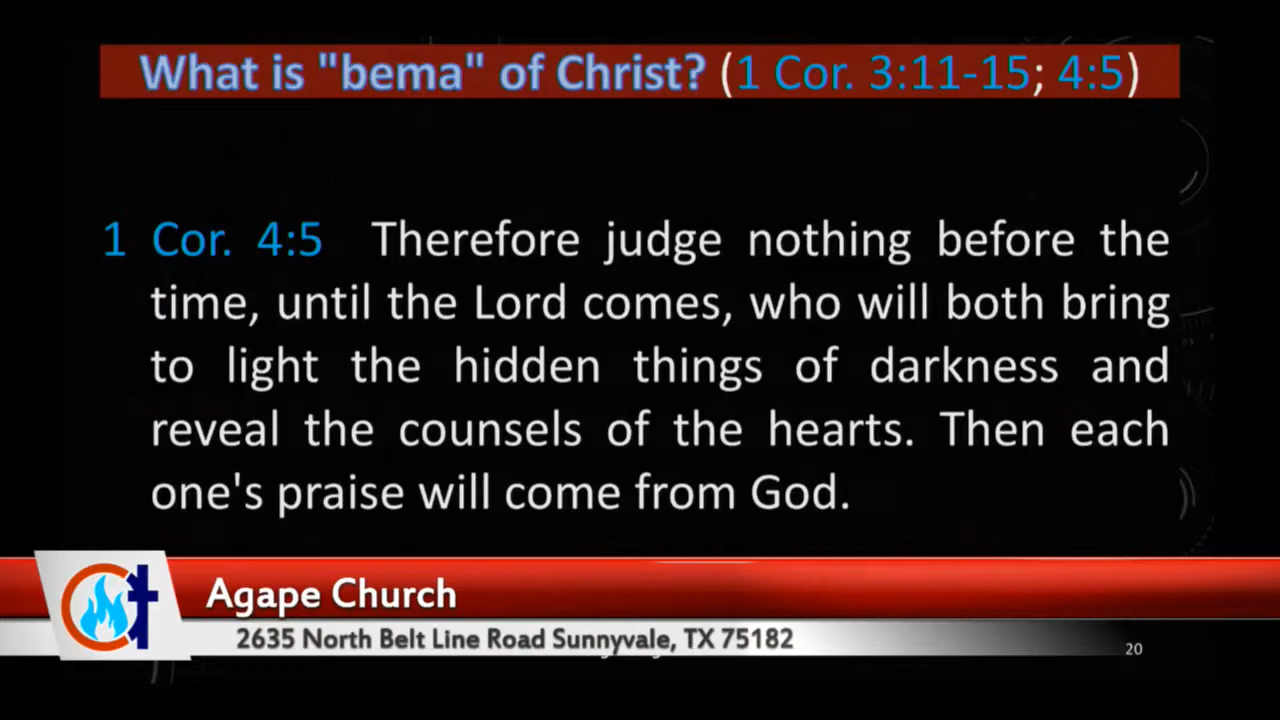 What is "bema" of Christ? (1 Cor. 3:11-15; 4:5)
1 Cor. 4:5 Therefore judge nothing before the
time, until the Lord comes, who will both bring
to light the hidden things of darkness and
reveal the counsels of the hearts. Then each
one's praise will come from God.
Agape Church
2635 North Belt Line Road Sunnyvale, TX 75182
20